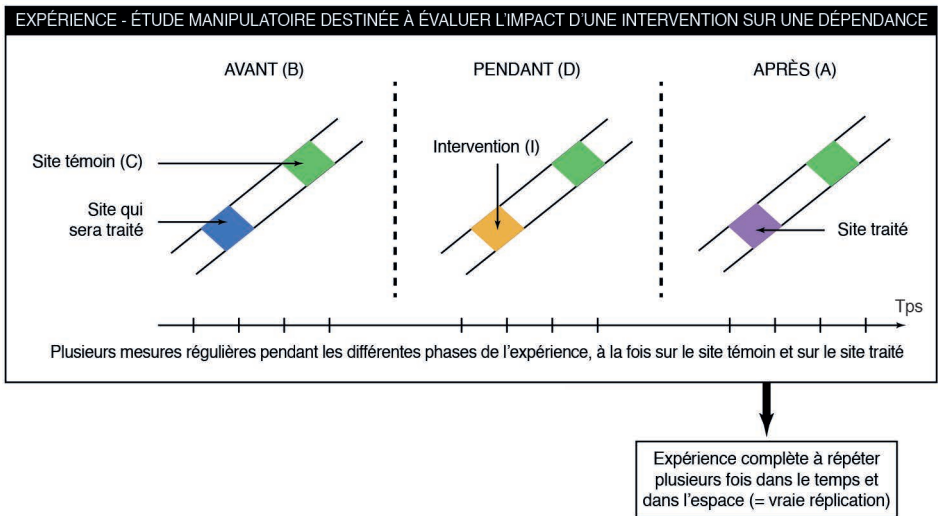 EXPÉRIENCE - ÉTUDE MANIPULATOIRE DESTINÉE À ÉVALUER L'IMPACT D'UNE INTERVENTION SUR UNE DÉPENDANCE
AVANT (B)
PENDANT (D)
APRÈS (A)
Site témoin (C)
Intervention (I)
Site qui
sera traité
Site traité
Tps
Plusieurs mesures régulières pendant les différentes phases de l'expérience, à la fois sur le site témoin et sur le site traité
Expérience complète à répéter
plusieurs fois dans le temps et
dans l'espace (= vraie réplication)